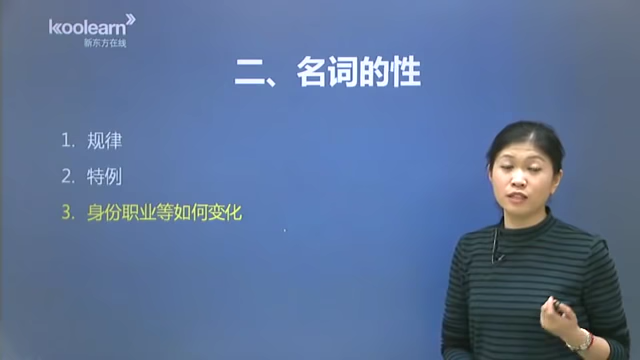 koolearn
新东方在线
二、名词的性
1. 规律
2. 特例
3. 身份职业等如何变化